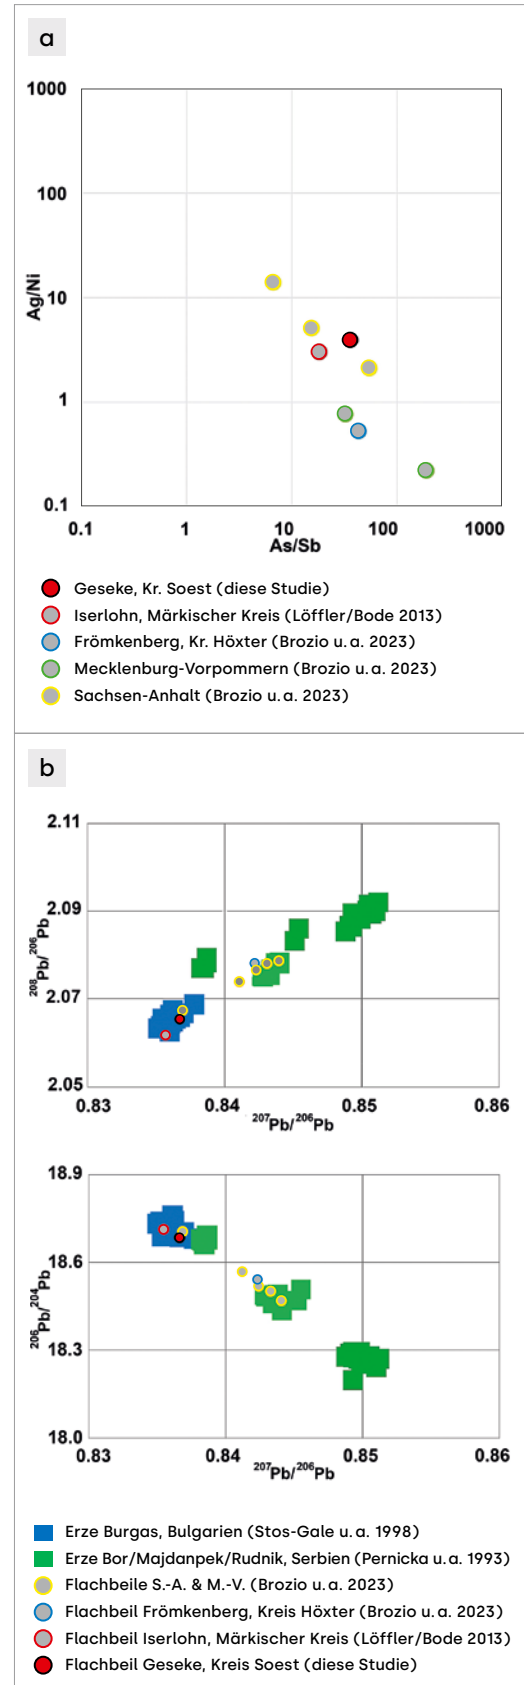 a
1000
100
10
1
0.1
Ag/Ni
0.1 1 10 100 1000
As/Sb
Geseke, Kr. Soest (diese Studie)
Iserlohn, Märkischer Kreis (Löffler/Bode 2013)
Frömkenberg, Kr. Höxter (Brozio u. a. 2023)
Mecklenburg-Vorpommern (Brozio u. a. 2023)
Sachsen-Anhalt (Brozio u. a. 2023)
b
2.11
2.09
2.07
2.05
²⁰⁸Pb/²⁰⁶Pb
0.83 0.84 0.85 0.86
²⁰⁷Pb/²⁰⁶Pb
18.9
18.6
18.3
18.0
²⁰⁶Pb/²⁰⁴Pb
0.83 0.84 0.85 0.86
²⁰⁷Pb/²⁰⁶Pb
Erze Burgas, Bulgarien (Stos-Gale u. a. 1998)
Erze Bor/Majdanpek/Rudnik, Serbien (Pernicka u. a. 1993)
Flachbeile S.-A. & M.-V. (Brozio u. a. 2023)
Flachbeil Frömkenberg, Kreis Höxter (Brozio u. a. 2023)
Flachbeil Iserlohn, Märkischer Kreis (Löffler/Bode 2013)
Flachbeil Geseke, Kreis Soest (diese Studie)